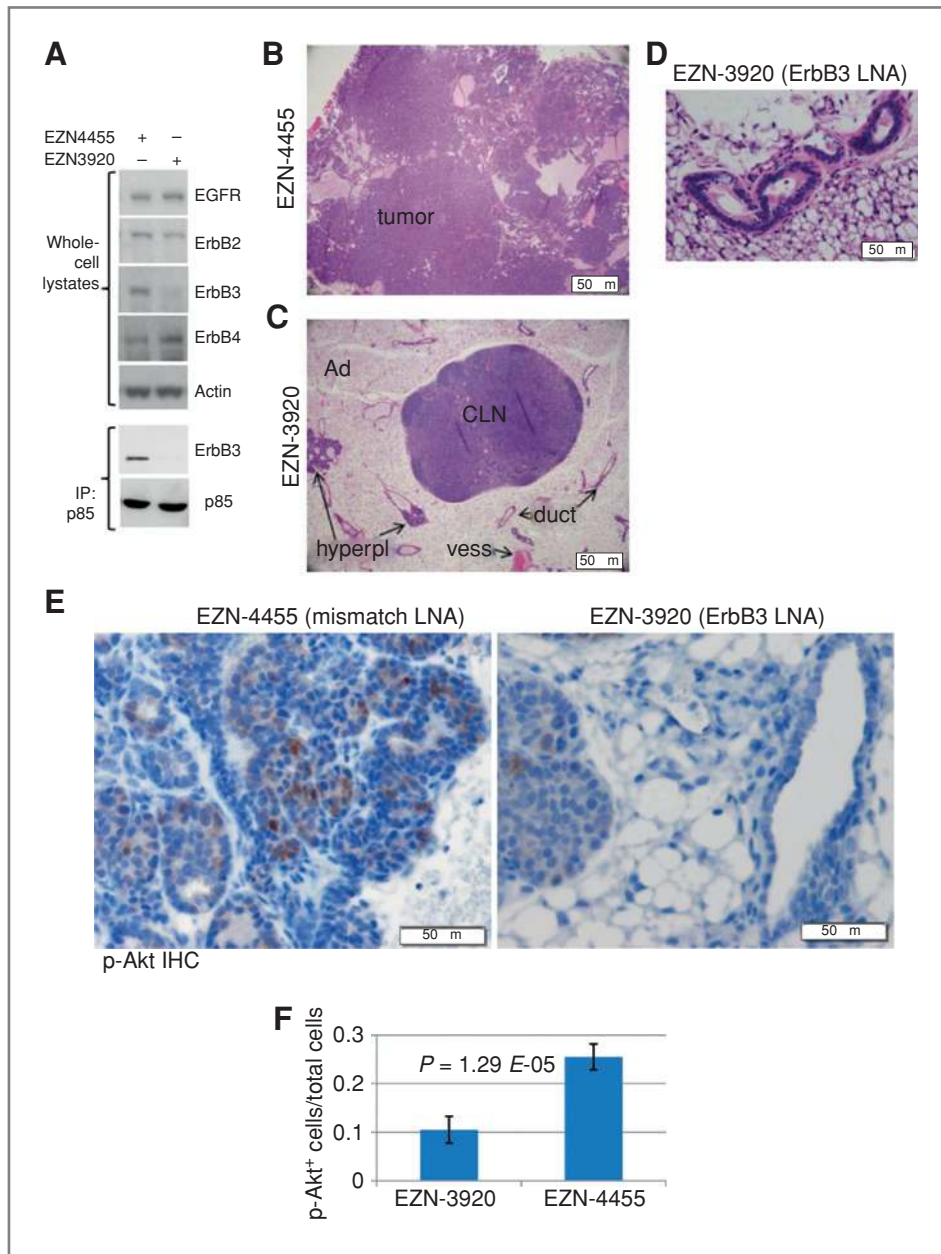 A
EZN4455 + –
EZN3920 – +
Whole-
cell
lystates
EGFR
ErbB2
ErbB3
ErbB4
Actin
IP:
p85
ErbB3
p85
B
EZN-4455
tumor
50 m
C
EZN-3920
Ad
CLN
hyperpl
vess
duct
50 m
D
EZN-3920 (ErbB3 LNA)
50 m
E
EZN-4455 (mismatch LNA)
EZN-3920 (ErbB3 LNA)
50 m
50 m
p-Akt IHC
F
p-Akt⁺ cells/total cells
0.3
0.2
0.1
0
P = 1.29 E-05
EZN-3920
EZN-4455